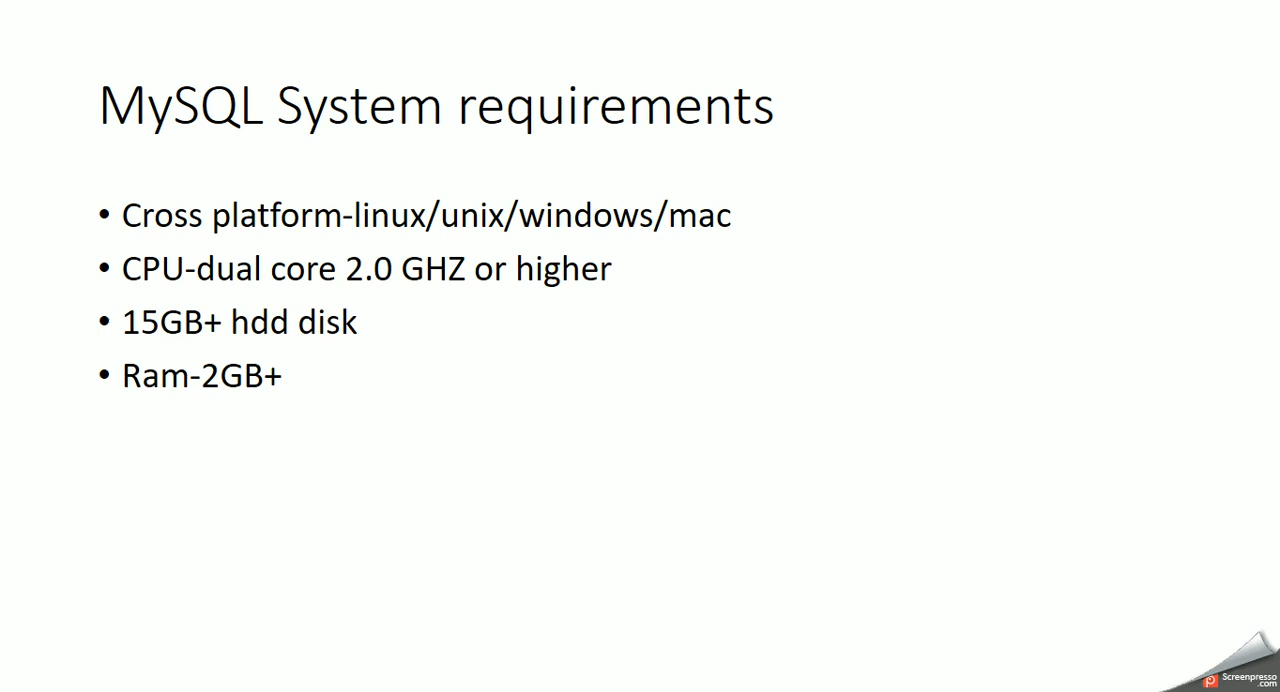 MySQL System requirements
• Cross platform-linux/unix/windows/mac
• CPU-dual core 2.0 GHZ or higher
• 15GB+ hdd disk
• Ram-2GB+
Screenpresso
.com